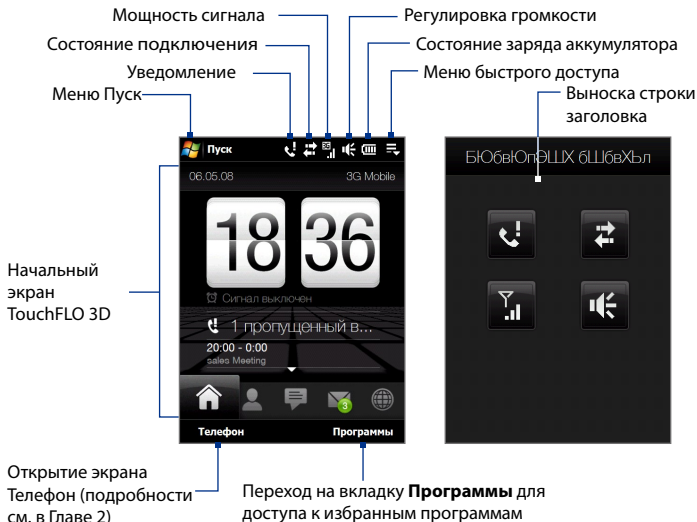 Мощность сигнала
Регулировка громкости
Состояние подключения
Состояние заряда аккумулятора
Уведомление
Меню быстрого доступа
Меню Пуск
Выноска строки
заголовка
Пуск
3G
06.05.08
3G Mobile
18 36
Сигнал выключен
1 пропущенный в...
20:00 - 0:00
sales Meeting
3
Телефон
Программы
БЮбвЮпЭШХ бШбвХЬл
Начальный
экран
TouchFLO 3D
Открытие экрана
Телефон (подробности
см. в Главе 2)
Переход на вкладку Программы для
доступа к избранным программам